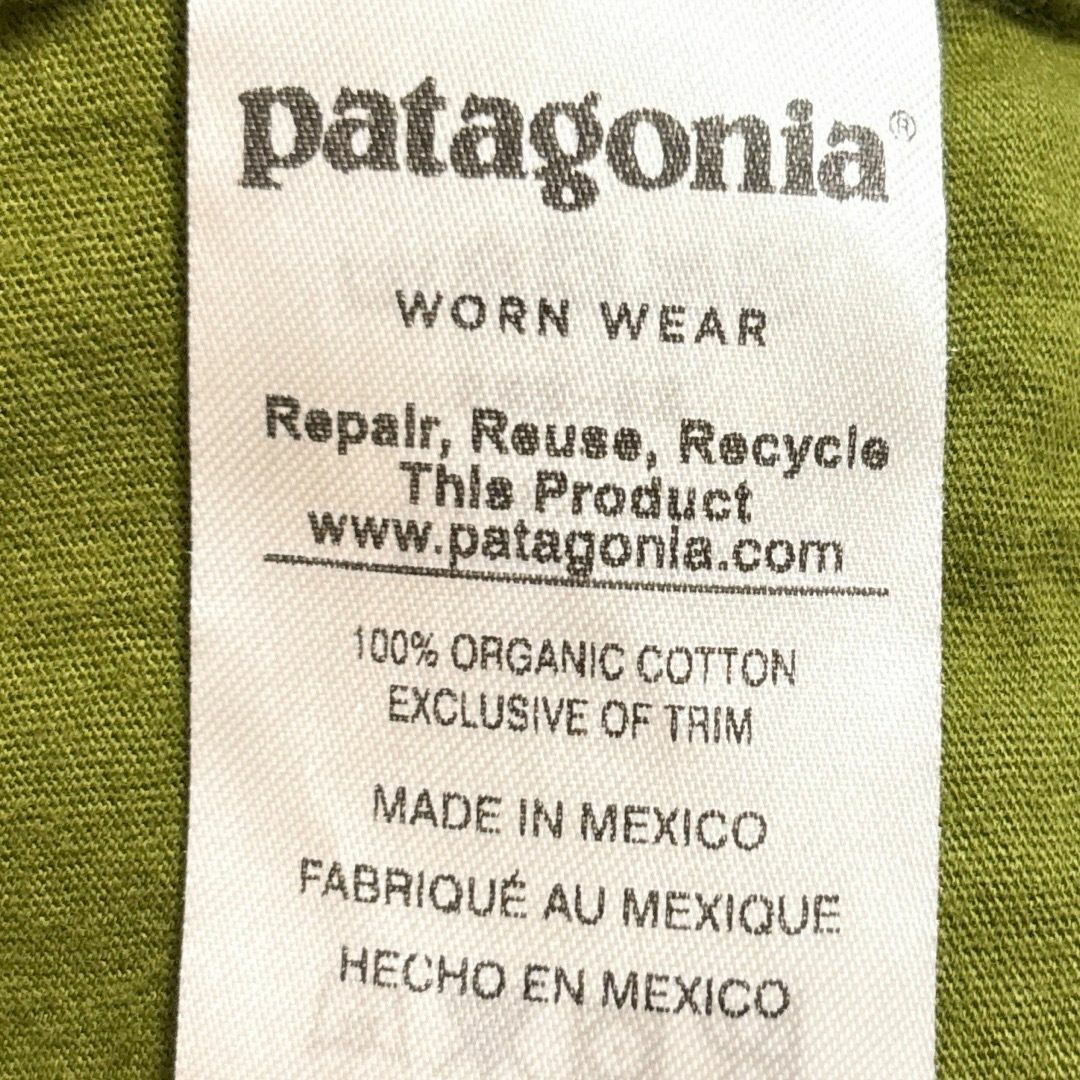 patagonia®
WORN WEAR
Repair, Reuse, Recycle
This Product
www.patagonia.com
100% ORGANIC COTTON
EXCLUSIVE OF TRIM
MADE IN MEXICO
FABRIQUÉ AU MEXIQUE
HECHO EN MEXICO